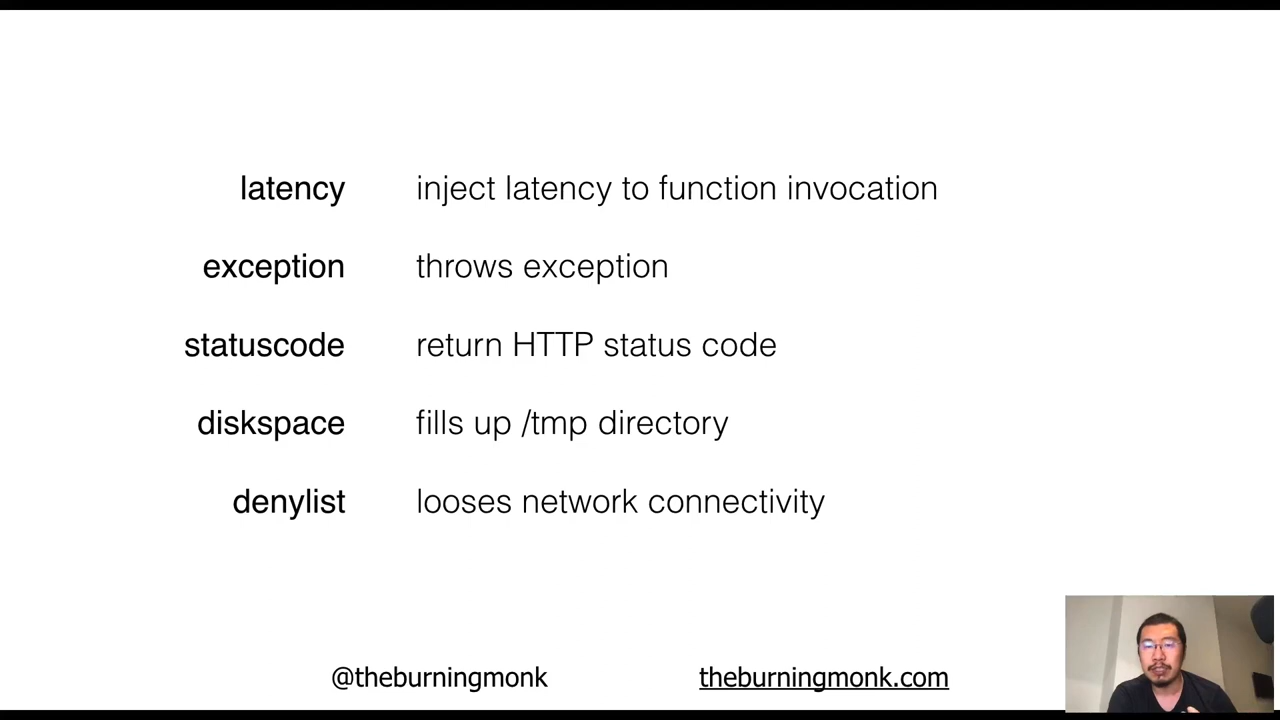 latency inject latency to function invocation
exception throws exception
statuscode return HTTP status code
diskspace fills up /tmp directory
denylist looses network connectivity
@theburningmonk theburningmonk.com